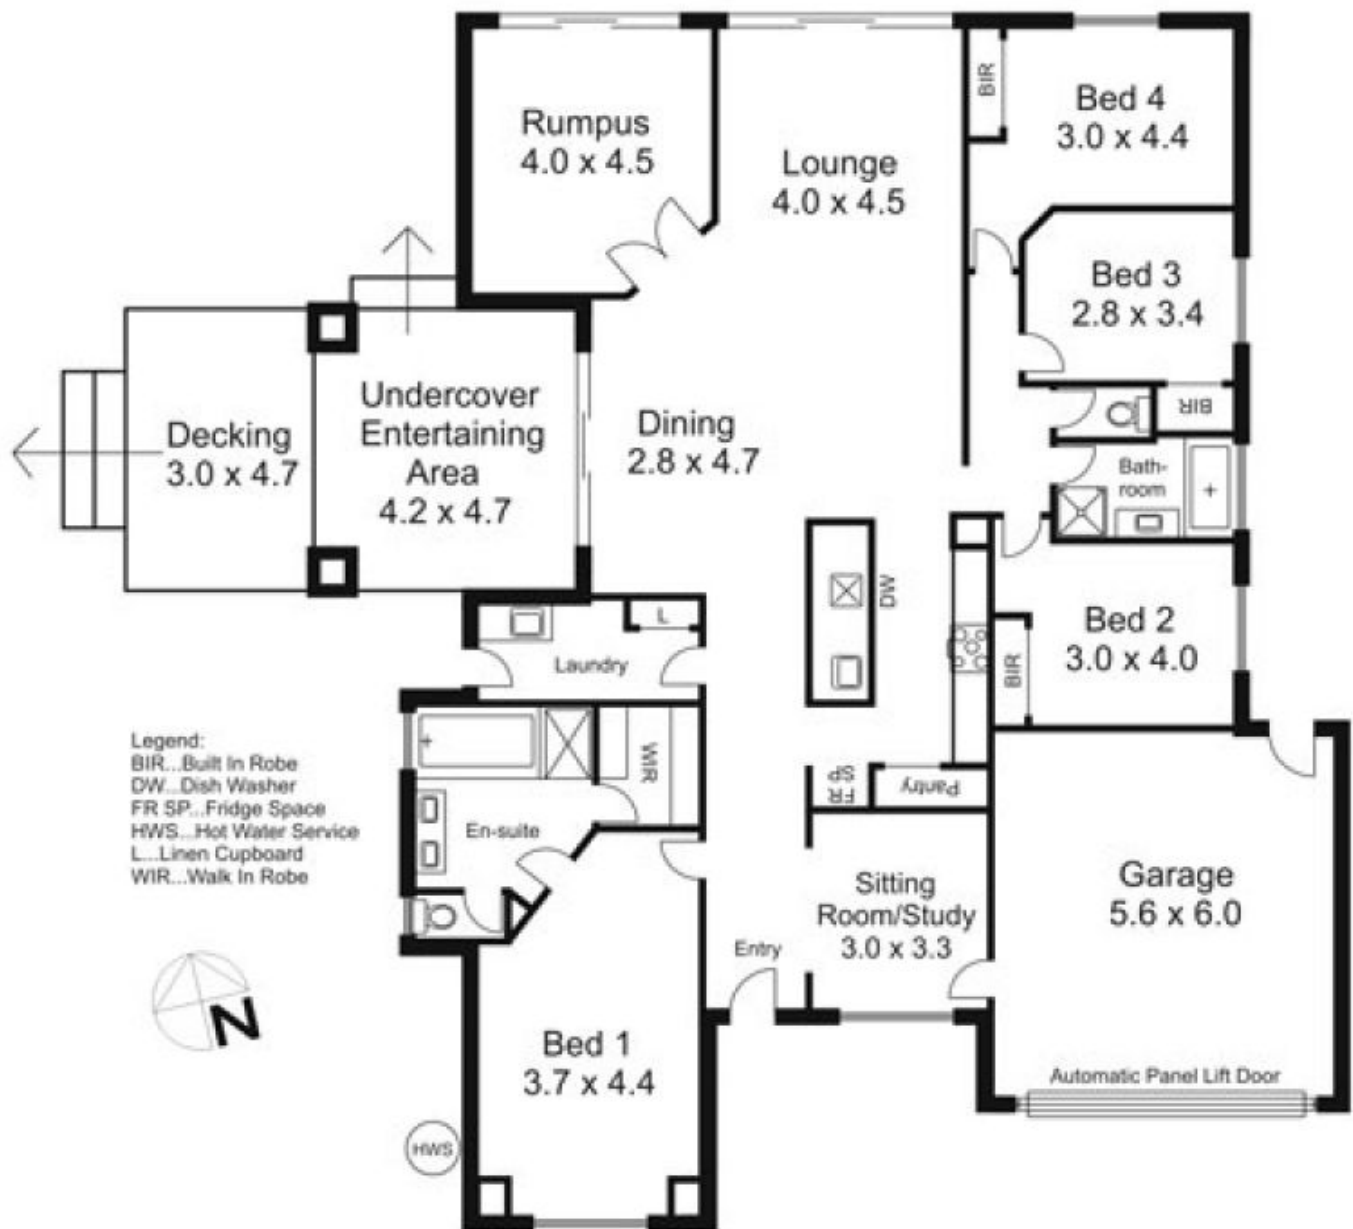 Rumpus
4.0 x 4.5
Lounge
4.0 x 4.5
BIR
Bed 4
3.0 x 4.4
Bed 3
2.8 x 3.4
BIR
Decking
3.0 x 4.7
Undercover
Entertaining
Area
4.2 x 4.7
Dining
2.8 x 4.7
Bath-
room
DW
Bed 2
3.0 x 4.0
BIR
L
Laundry
Legend:
BIR...Built In Robe
DW...Dish Washer
FR SP...Fridge Space
HWS...Hot Water Service
L...Linen Cupboard
WIR...Walk In Robe
WIR
En-suite
FR
SP
Pantry
Sitting
Room/Study
3.0 x 3.3
Garage
5.6 x 6.0
Entry
N
Bed 1
3.7 x 4.4
Automatic Panel Lift Door
HWS